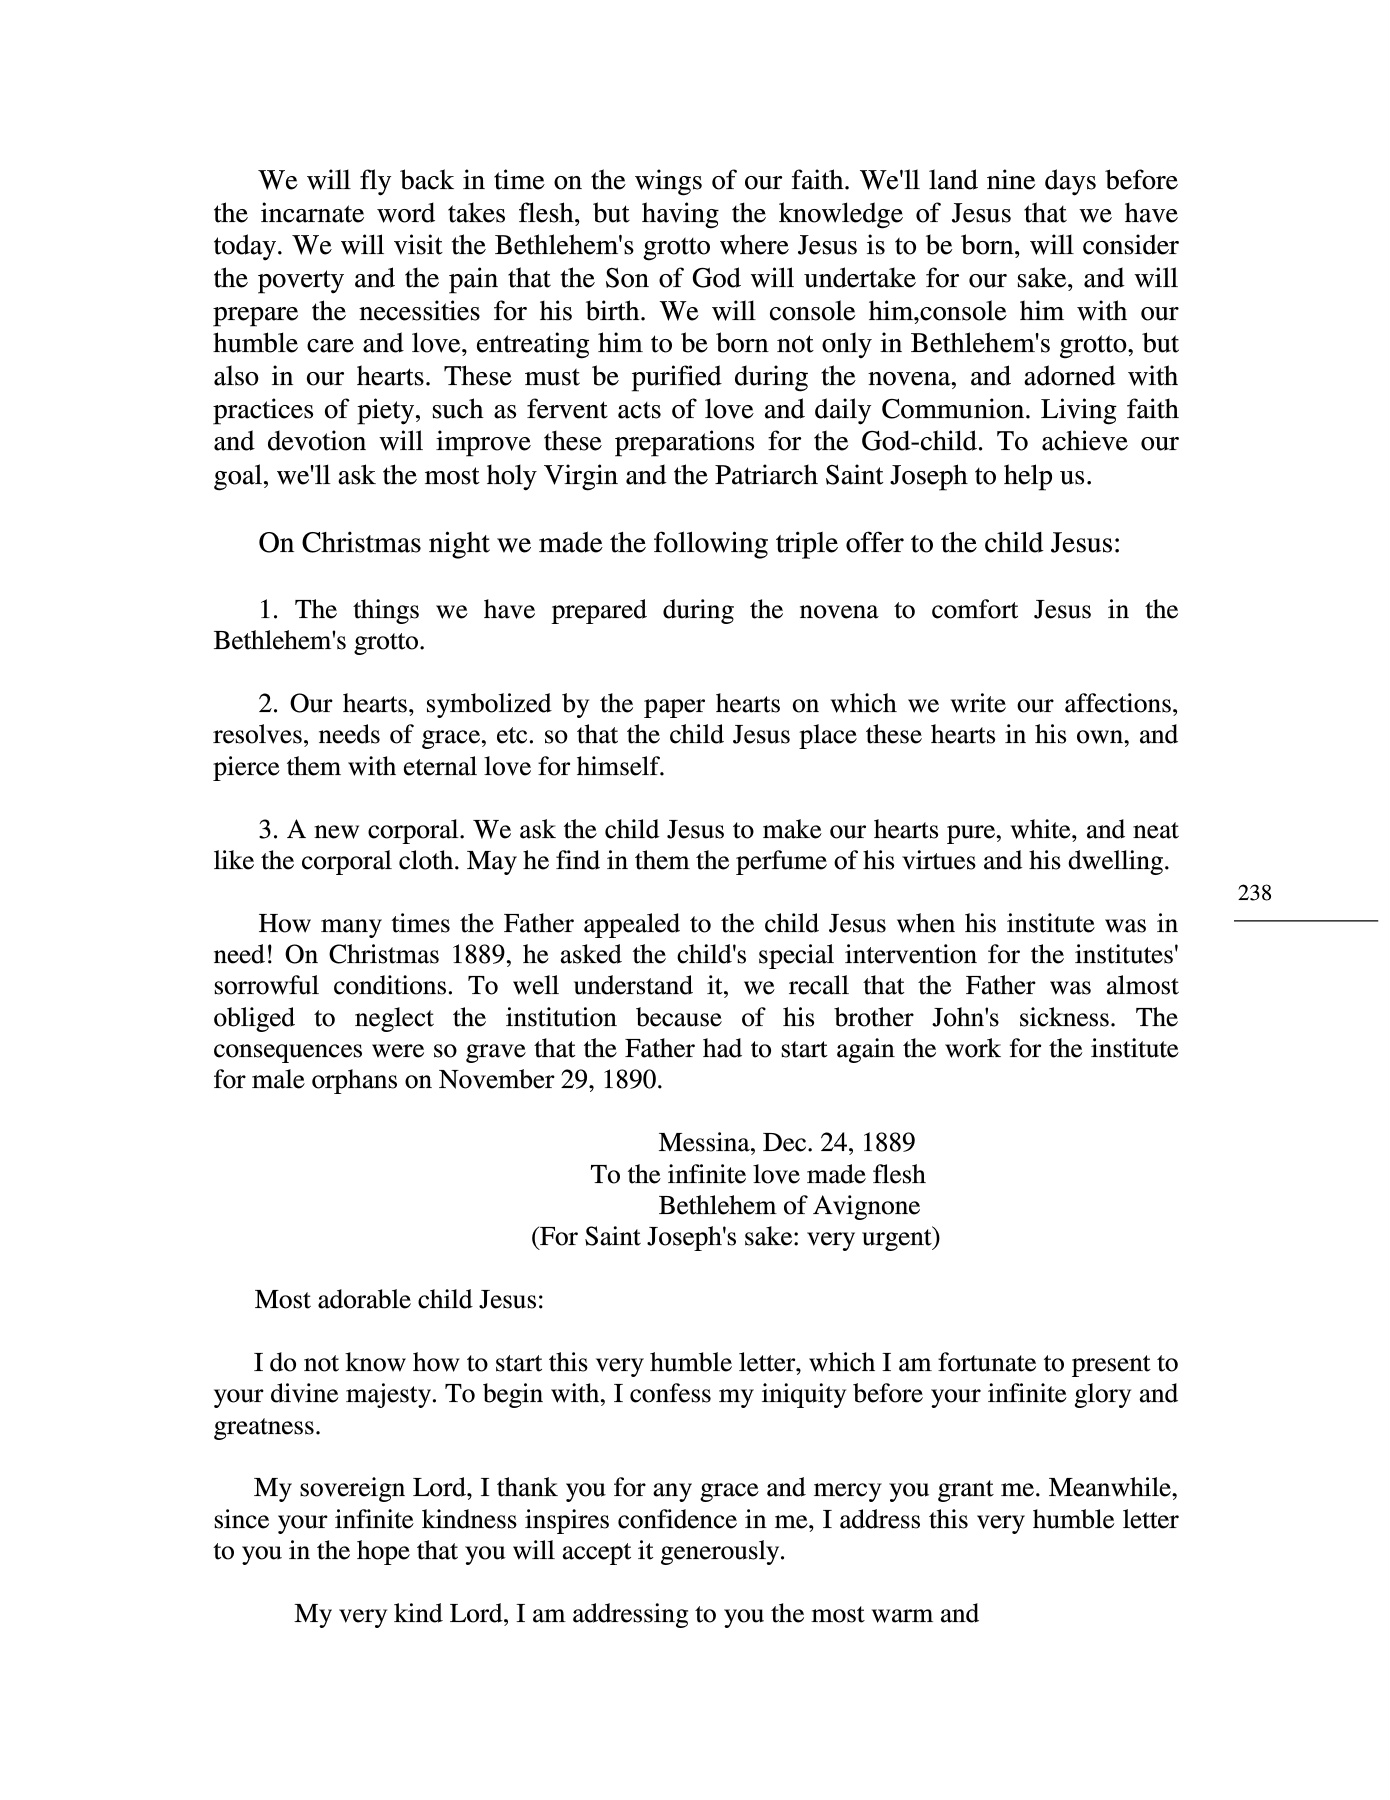 We will fly back in time on the wings of our faith. We'll land nine days before
the incarnate word takes flesh, but having the knowledge of Jesus that we have
today. We will visit the Bethlehem's grotto where Jesus is to be born, will consider
the poverty and the pain that the Son of God will undertake for our sake, and will
prepare the necessities for his birth. We will console him,console him with our
humble care and love, entreating him to be born not only in Bethlehem's grotto, but
also in our hearts. These must be purified during the novena, and adorned with
practices of piety, such as fervent acts of love and daily Communion. Living faith
and devotion will improve these preparations for the God-child. To achieve our
goal, we'll ask the most holy Virgin and the Patriarch Saint Joseph to help us.
On Christmas night we made the following triple offer to the child Jesus:
1. The things we have prepared during the novena to comfort Jesus in the
Bethlehem's grotto.
2. Our hearts, symbolized by the paper hearts on which we write our affections,
resolves, needs of grace, etc. so that the child Jesus place these hearts in his own, and
pierce them with eternal love for himself.
3. A new corporal. We ask the child Jesus to make our hearts pure, white, and neat
like the corporal cloth. May he find in them the perfume of his virtues and his dwelling.
238
How many times the Father appealed to the child Jesus when his institute was in
need! On Christmas 1889, he asked the child's special intervention for the institutes'
sorrowful conditions. To well understand it, we recall that the Father was almost
obliged to neglect the institution because of his brother John's sickness. The
consequences were so grave that the Father had to start again the work for the institute
for male orphans on November 29, 1890.
Messina, Dec. 24, 1889
To the infinite love made flesh
Bethlehem of Avignone
(For Saint Joseph's sake: very urgent)
Most adorable child Jesus:
I do not know how to start this very humble letter, which I am fortunate to present to
your divine majesty. To begin with, I confess my iniquity before your infinite glory and
greatness.
My sovereign Lord, I thank you for any grace and mercy you grant me. Meanwhile,
since your infinite kindness inspires confidence in me, I address this very humble letter
to you in the hope that you will accept it generously.
My very kind Lord, I am addressing to you the most warm and